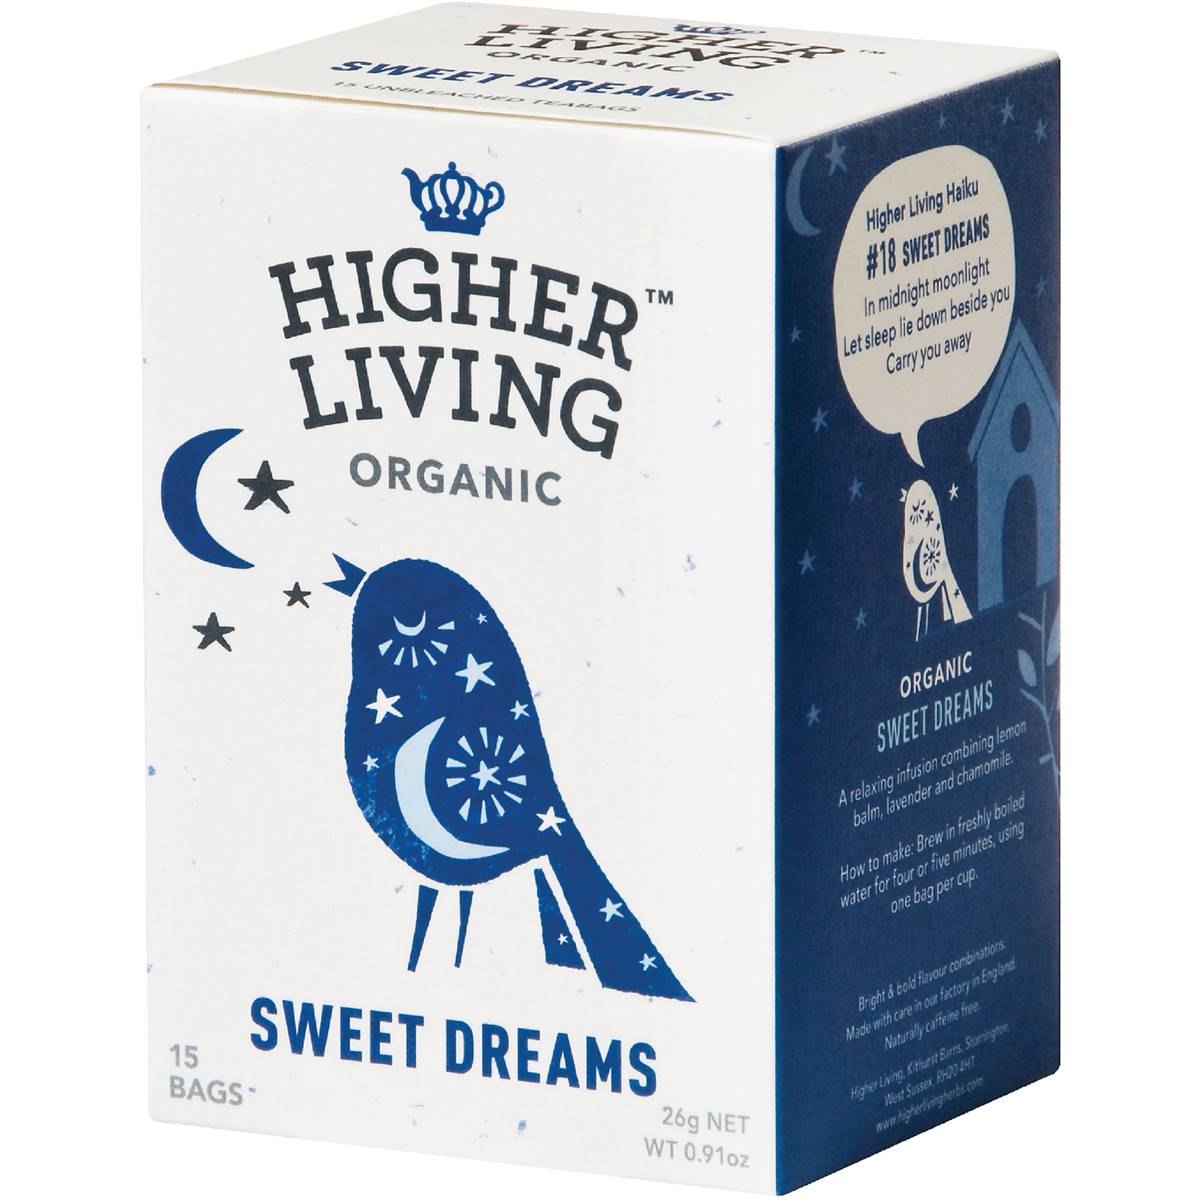 HIGHER
LIVING™
ORGANIC
SWEET DREAMS
15 UNBLEACHED TEABAGS
HIGHER™
LIVING
ORGANIC
SWEET DREAMS
15
BAGS
26g NET
WT 0.91oz
Higher Living Haiku
#18 SWEET DREAMS
In midnight moonlight
Let sleep lie down beside you
Carry you away
ORGANIC
SWEET DREAMS
A relaxing infusion combining lemon
balm, lavender and chamomile.
How to make: Brew in freshly boiled
water for four or five minutes, using
one bag per cup.
Bright & bold flavour combinations.
Made with care in our factory in England.
Naturally caffeine free.
Higher Living, Kithurst Barns, Storrington,
West Sussex, RH20 4HT.
www.higherlivingherbs.com